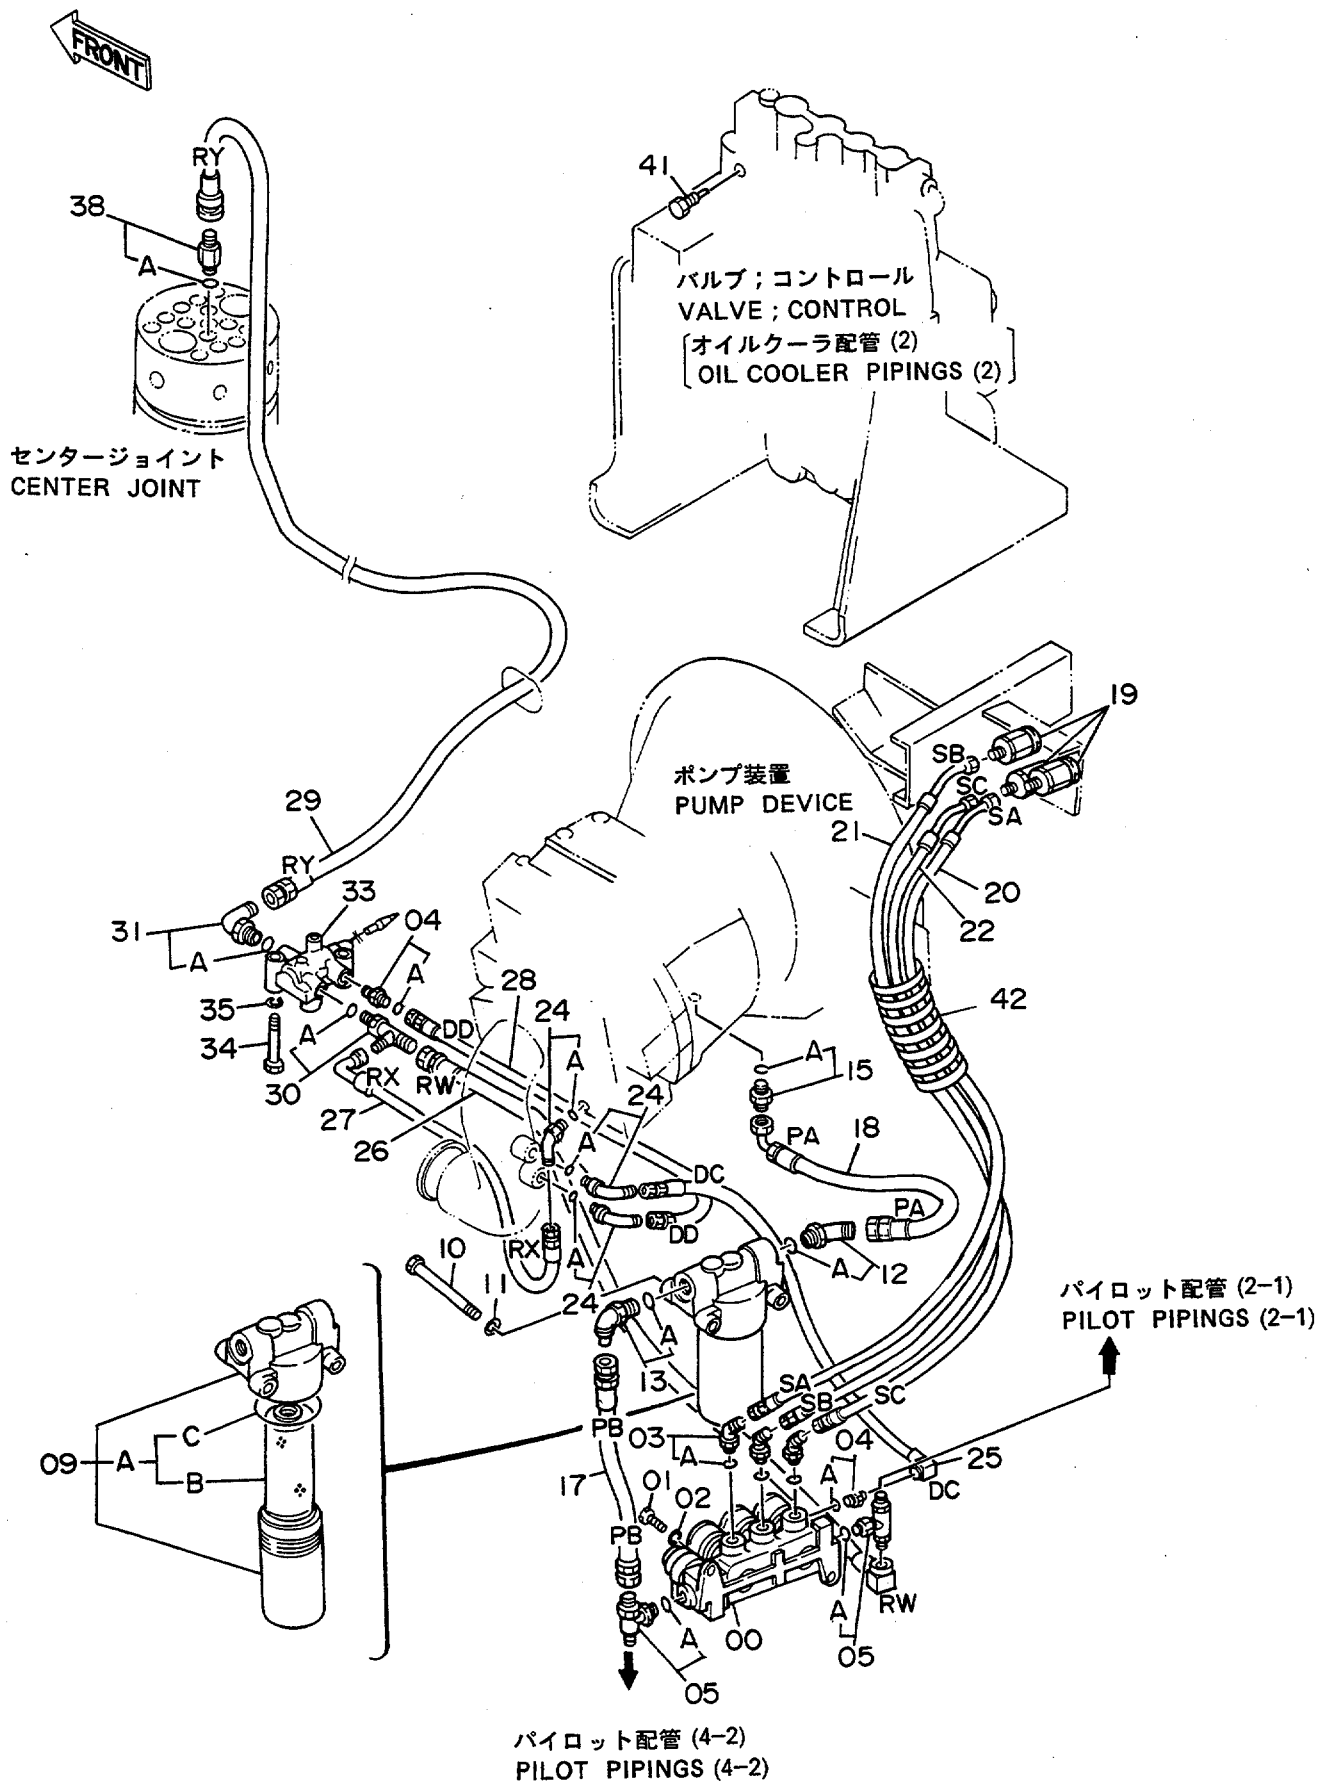 FRONT
RY
38
A
センタージョイント
CENTER JOINT
41
バルブ ; コントロール
VALVE ; CONTROL
オイルクーラ配管 (2)
OIL COOLER PIPINGS (2)
19
SB
SC
SA
ポンプ装置
PUMP DEVICE
21
20
22
42
29
RY
33
31
A
04
A
35
34
A
30
RX
27
RW
26
DD
28
24
A
24
A
DC
DD
A
24
RX
10
11
A
15
PA
18
PA
A
12
A
13
パイロット配管 (2-1)
PILOT PIPINGS (2-1)
SA
SB
SC
PB
03
A
04
A
25
DC
17
01
02
PB
09
A
C
B
RW
A
00
05
A
05
パイロット配管 (4-2)
PILOT PIPINGS (4-2)